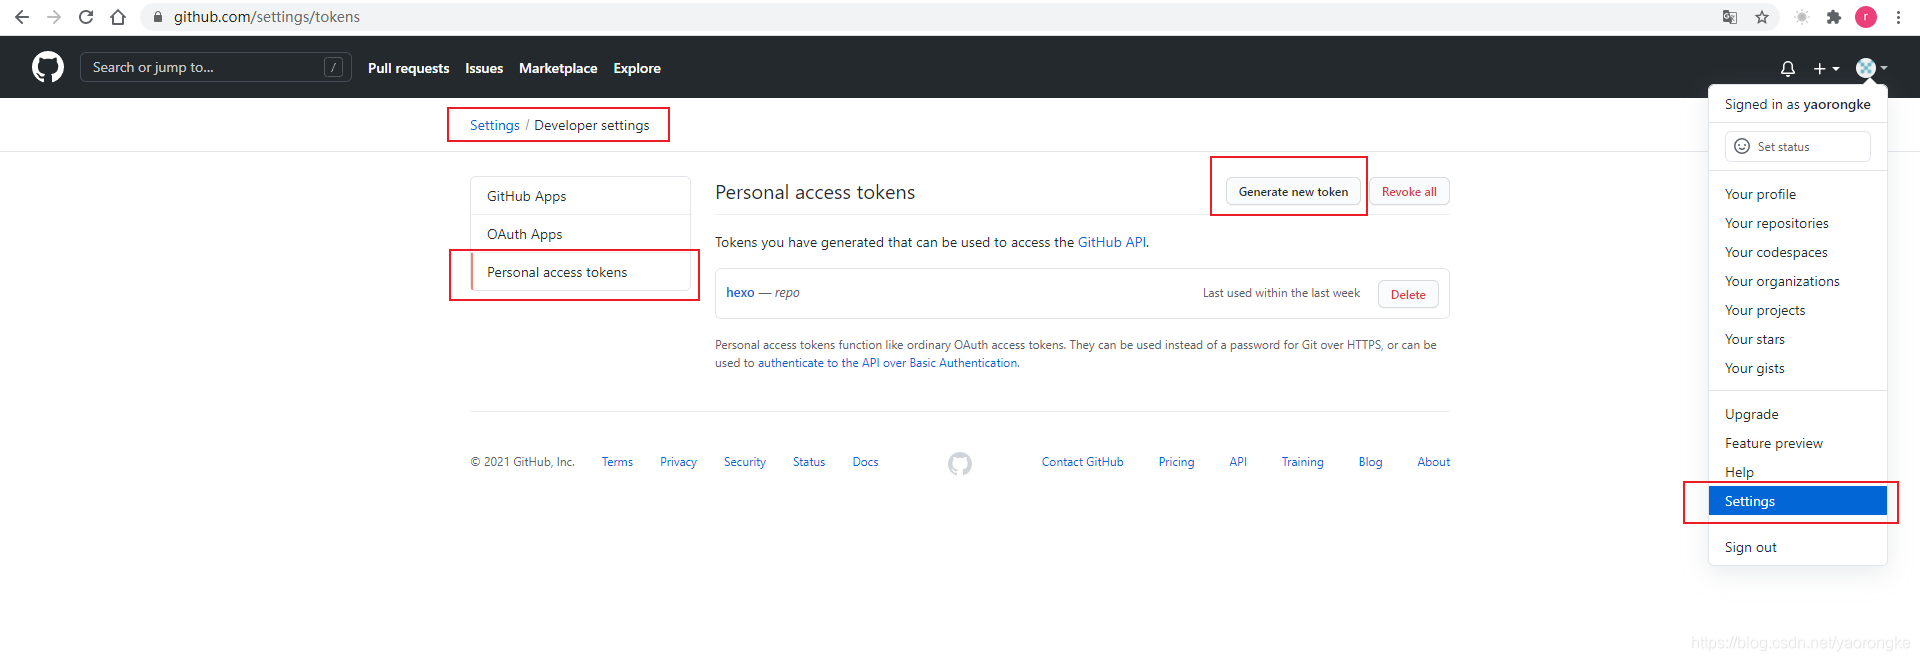 github.com/settings/tokens
r
Search or jump to...
/
Pull requests
Issues
Marketplace
Explore
Signed in as yaorongke
Set status
Your profile
Your repositories
Your codespaces
Your organizations
Your projects
Your stars
Your gists
Upgrade
Feature preview
Help
Settings
Sign out
Settings / Developer settings
GitHub Apps
OAuth Apps
Personal access tokens
Personal access tokens
Generate new token
Revoke all
Tokens you have generated that can be used to access the GitHub API.
hexo — repo
Last used within the last week
Delete
Personal access tokens function like ordinary OAuth access tokens. They can be used instead of a password for Git over HTTPS, or can be
used to authenticate to the API over Basic Authentication.
© 2021 GitHub, Inc.
Terms
Privacy
Security
Status
Docs
Contact GitHub
Pricing
API
Training
Blog
About
https://blog.csdn.net/yaorongke